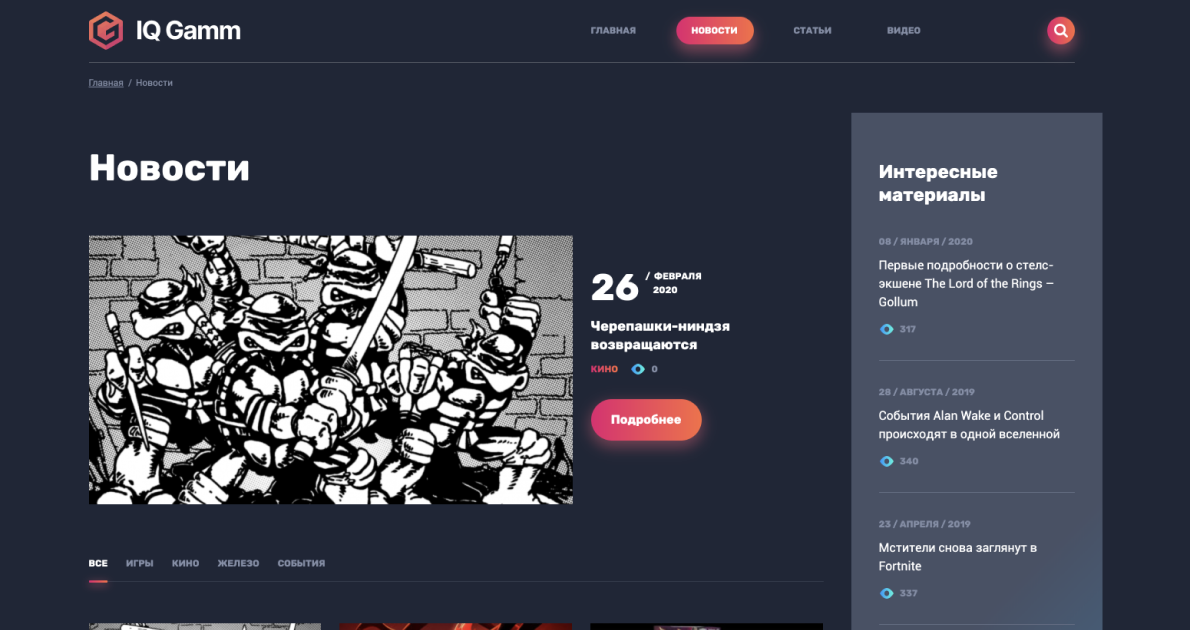 IQ Gamm
ГЛАВНАЯ
НОВОСТИ
СТАТЬИ
ВИДЕО
Главная / Новости
Новости
26 / ФЕВРАЛЯ
2020
Черепашки-ниндзя
возвращаются
КИНО 0
Подробнее
ВСЕ
ИГРЫ
КИНО
ЖЕЛЕЗО
СОБЫТИЯ
Интересные
материалы
08 / ЯНВАРЯ / 2020
Первые подробности о стелс-
экшене The Lord of the Rings –
Gollum
317
28 / АВГУСТА / 2019
События Alan Wake и Control
происходят в одной вселенной
340
23 / АПРЕЛЯ / 2019
Мстители снова заглянут в
Fortnite
337